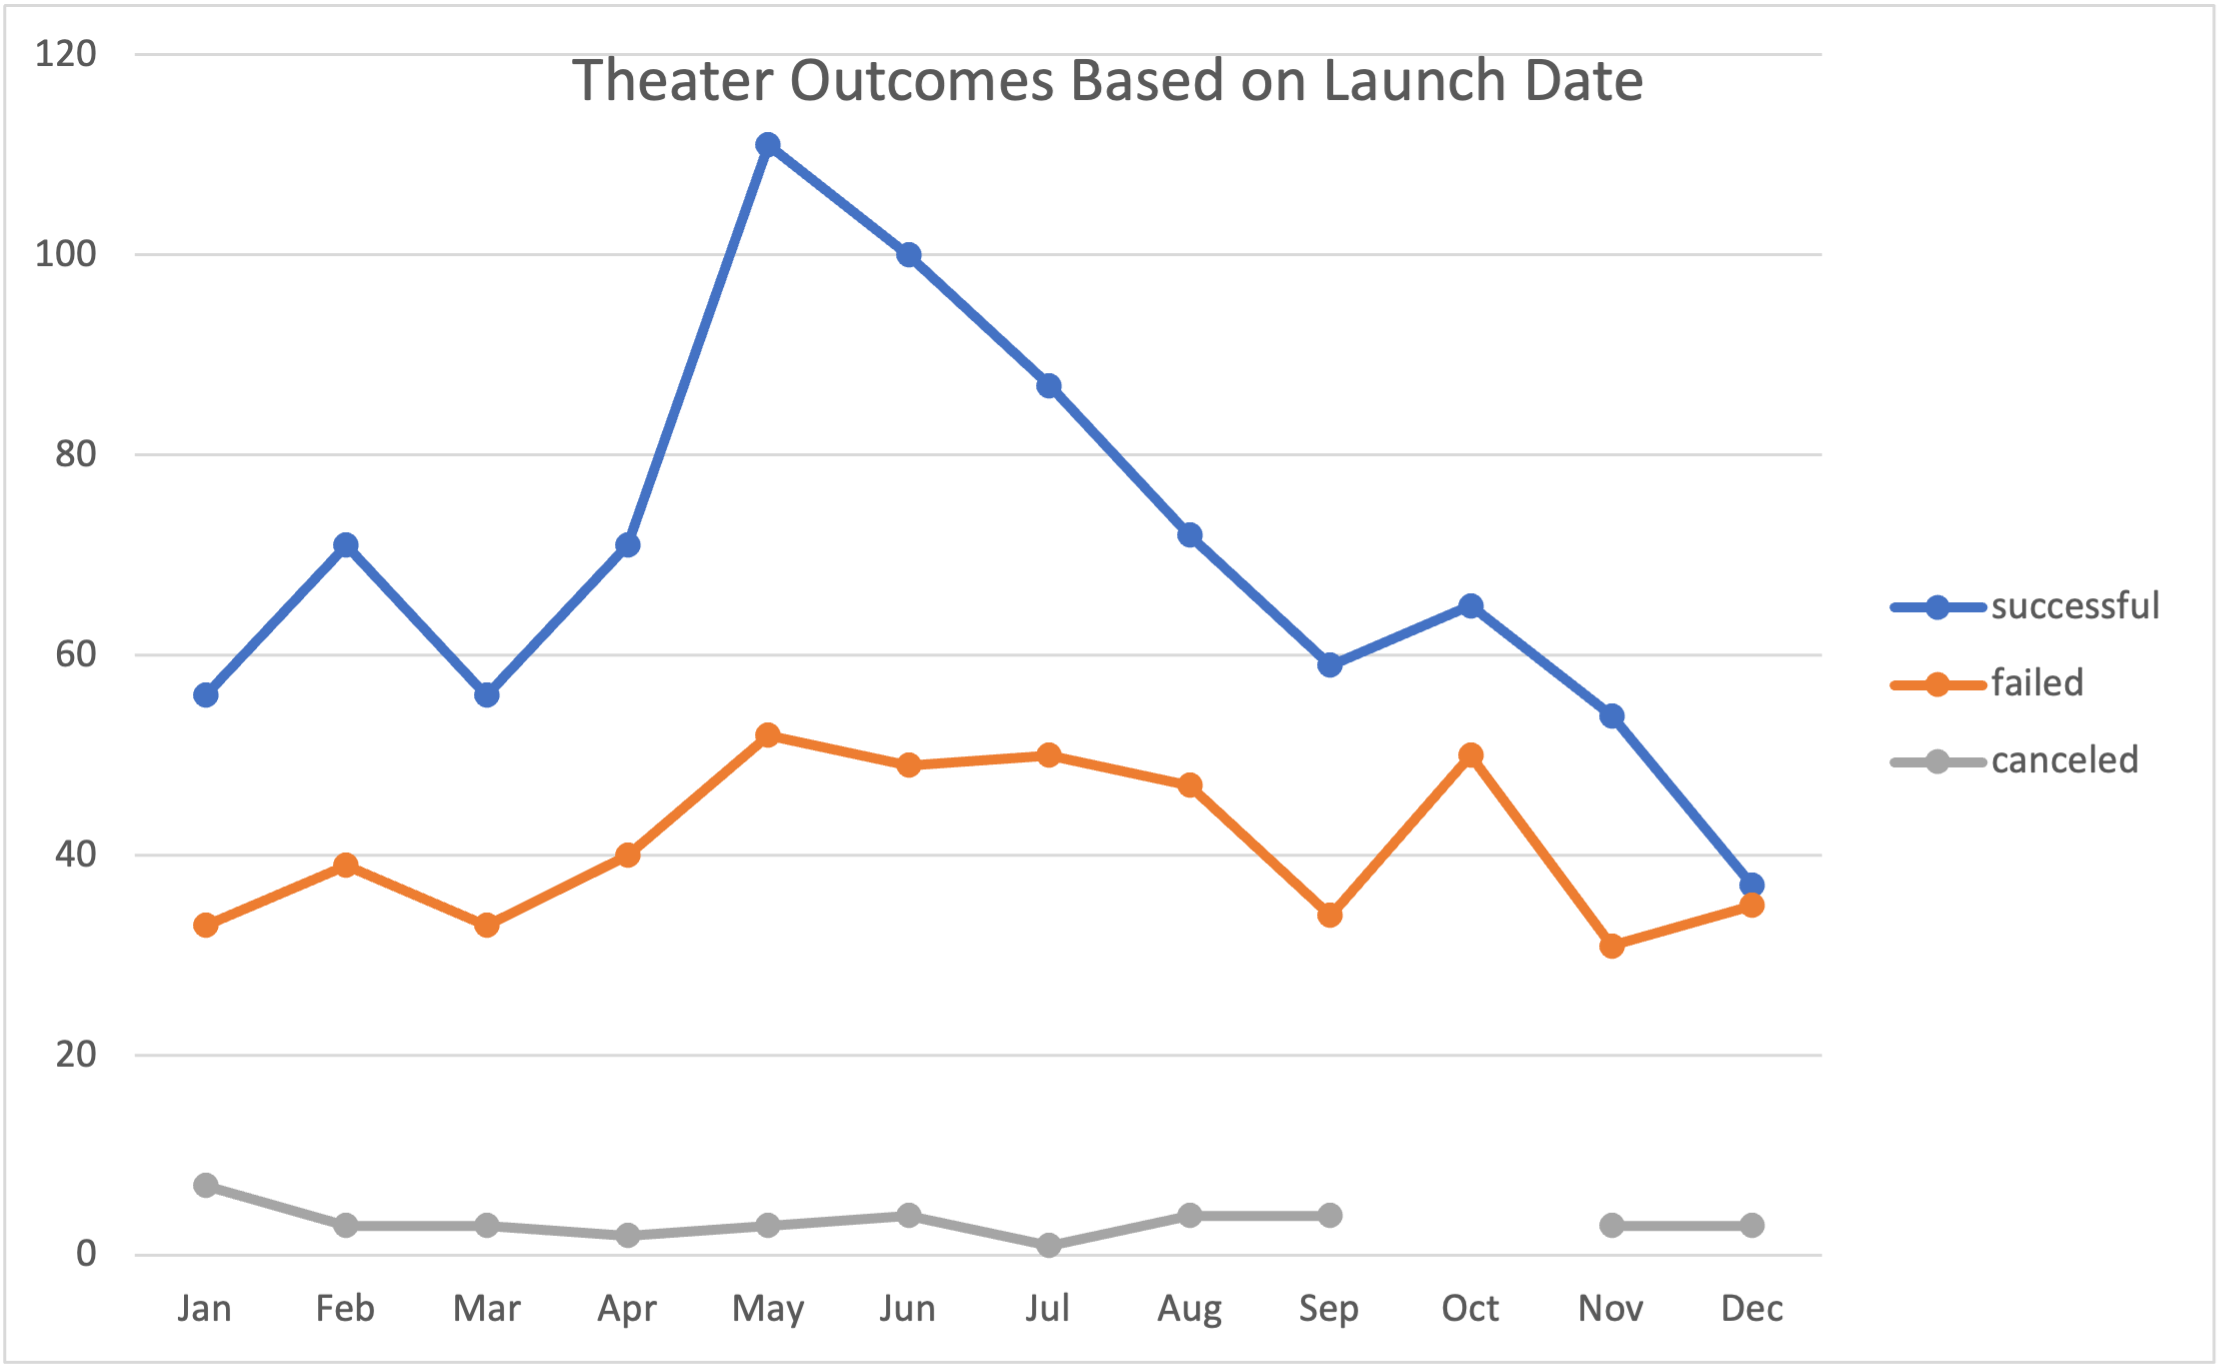 Theater Outcomes Based on Launch Date
120
100
80
60
40
20
0
Jan Feb Mar Apr May Jun Jul Aug Sep Oct Nov Dec
successful
failed
canceled